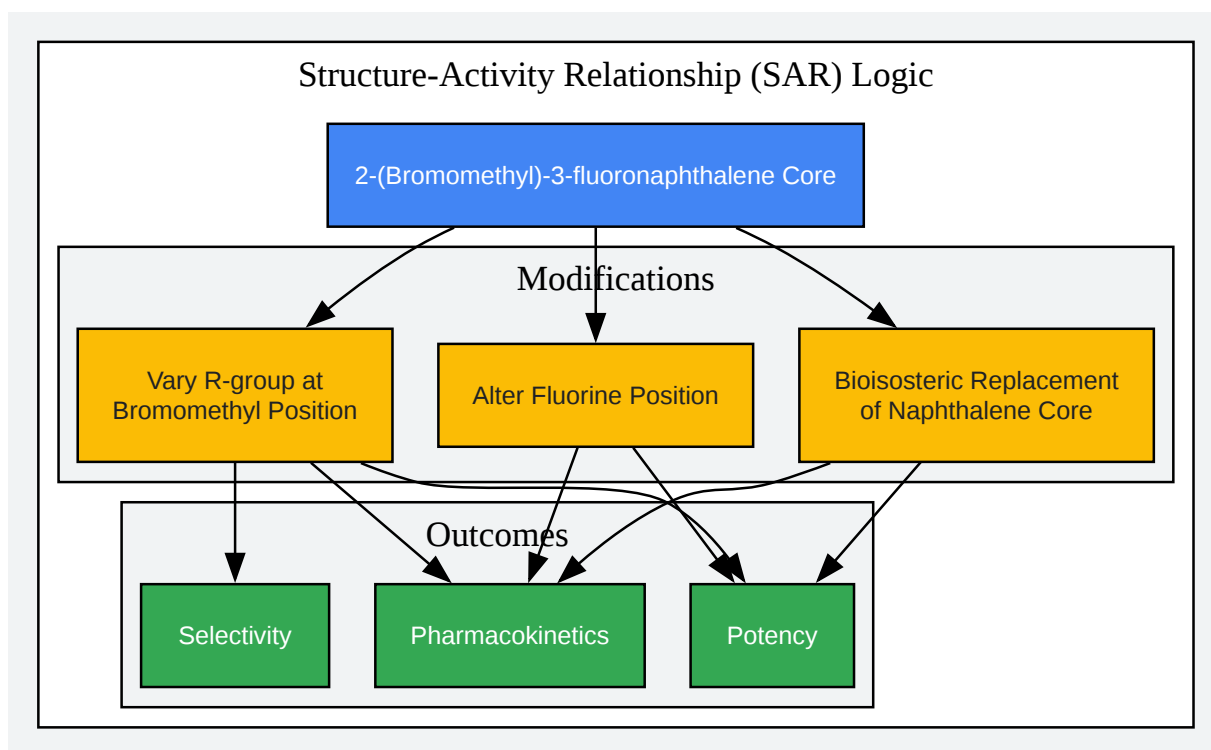 Structure-Activity Relationship (SAR) Logic
2-(Bromomethyl)-3-fluoronaphthalene Core
Modifications
Vary R-group at
Bromomethyl Position
Alter Fluorine Position
Bioisosteric Replacement
of Naphthalene Core
Outcomes
Selectivity
Pharmacokinetics
Potency